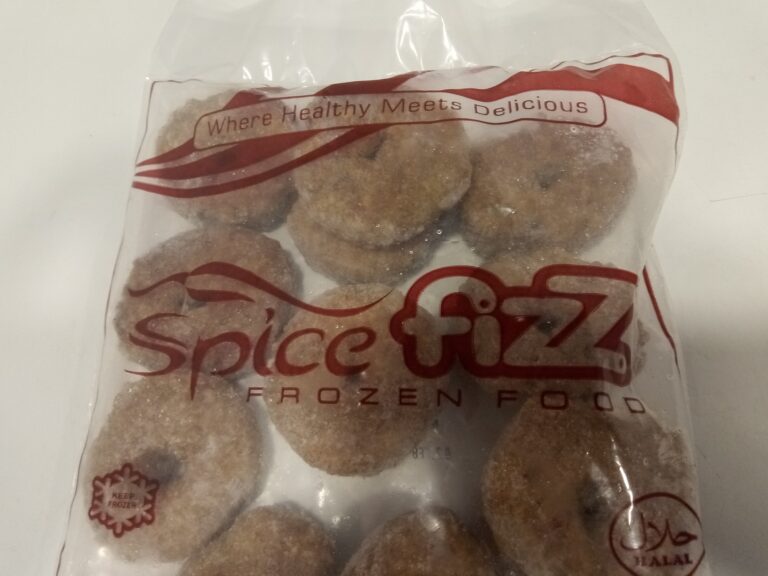 Where Healthy Meets Delicious
Spice fizz
FROZEN FOOD
KEEP
FROZEN
حلال
HALAL